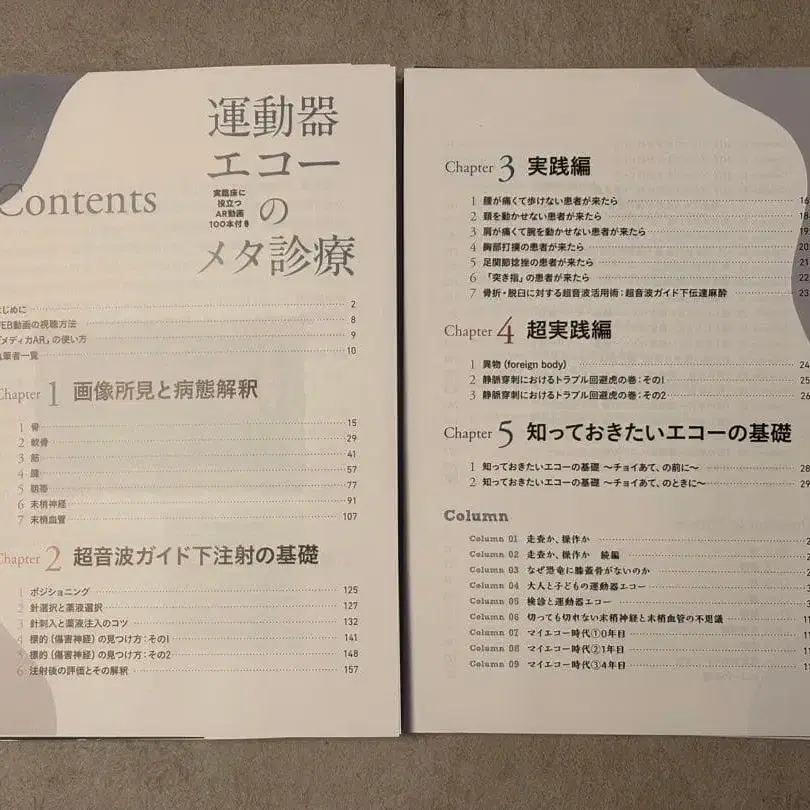 Contents
運動器
エコー
の
メタ診療
実臨床に
役立つ
AR動画
100本付き
はじめに 2
WEB動画の視聴方法 8
「メディカAR」の使い方 9
執筆者一覧 10
Chapter 1 画像所見と病態解釈
1 骨 15
2 軟骨 29
3 筋 41
4 腱 57
5 靱帯 77
6 末梢神経 91
7 末梢血管 107
Chapter 2 超音波ガイド下注射の基礎
1 ポジショニング 125
2 針選択と薬液選択 127
3 針刺入と薬液注入のコツ 132
4 標的（傷害神経）の見つけ方：その1 141
5 標的（傷害神経）の見つけ方：その2 148
6 注射後の評価とその解釈 157
Chapter 3 実践編
1 腰が痛くて歩けない患者が来たら 16
2 頚を動かせない患者が来たら 18
3 肩が痛くて腕を動かせない患者が来たら 19
4 胸部打撲の患者が来たら 20
5 足関節捻挫の患者が来たら 21
6 「突き指」の患者が来たら 22
7 骨折・脱臼に対する超音波活用術：超音波ガイド下伝達麻酔 23
Chapter 4 超実践編
1 異物（foreign body） 24
2 静脈穿刺におけるトラブル回避虎の巻：その1 25
3 静脈穿刺におけるトラブル回避虎の巻：その2 26
Chapter 5 知っておきたいエコーの基礎
1 知っておきたいエコーの基礎 〜チョイあて、の前に〜 28
2 知っておきたいエコーの基礎 〜チョイあて、のときに〜 29
Column
Column 01 走査か、操作か
Column 02 走査か、操作か 続編
Column 03 なぜ恐竜に膝蓋骨がないのか
Column 04 大人と子どもの運動器エコー
Column 05 検診と運動器エコー
Column 06 切っても切れない末梢神経と末梢血管の不思議 11
Column 07 マイエコー時代①0年目 11
Column 08 マイエコー時代②1年目 11
Column 09 マイエコー時代③4年目 11